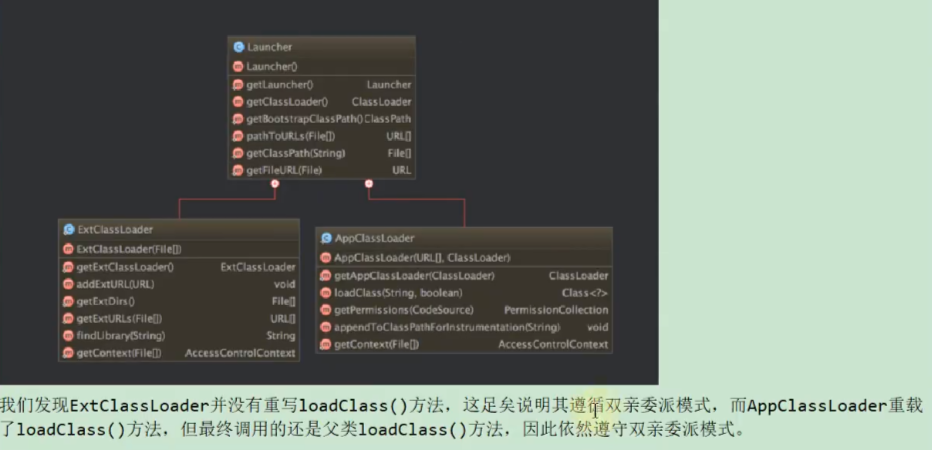 Launcher
Launcher()
getLauncher() Launcher
getClassLoader() ClassLoader
getBootstrapClassPath() ClassPath
pathToURLs(File[]) URL[]
getClassPath(String) File[]
getFileURL(File) URL
ExtClassLoader
ExtClassLoader(File[])
getExtClassLoader() ExtClassLoader
addExtURL(URL) void
getExtDirs() File[]
getExtURLs(File[]) URL[]
findLibrary(String) String
getContext(File[]) AccessControlContext
AppClassLoader
AppClassLoader(URL[], ClassLoader)
getAppClassLoader(ClassLoader) ClassLoader
loadClass(String, boolean) Class<?>
getPermissions(CodeSource) PermissionCollection
appendToClassPathForInstrumentation(String) void
getContext(File[]) AccessControlContext
我们发现ExtClassLoader并没有重写loadClass()方法，这足矣说明其遵循双亲委派模式，而AppClassLoader重载
了loadClass()方法，但最终调用的还是父类loadClass()方法，因此依然遵守双亲委派模式。